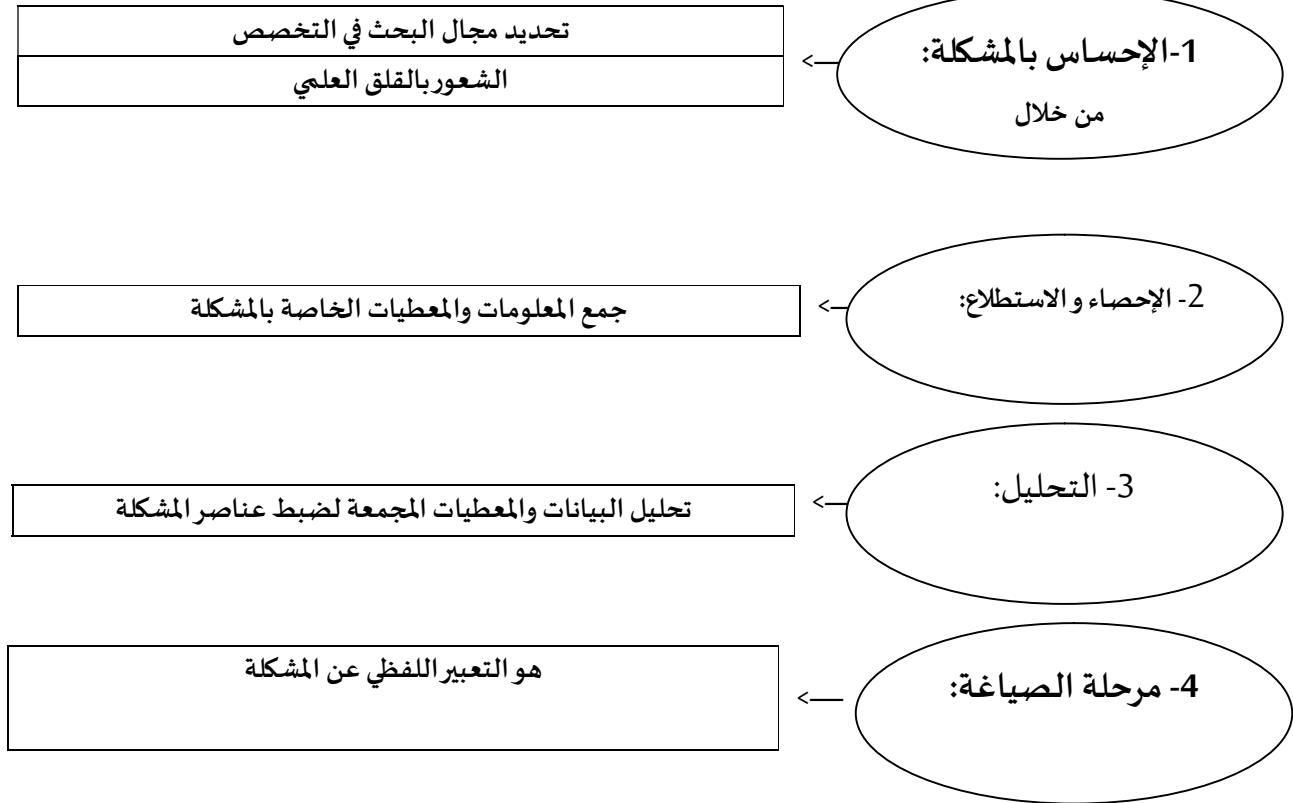 1-الإحساس بالمشكلة:
من خلال
تحديد مجال البحث في التخصص
الشعور بالقلق العلمي
2- الإحصاء و الاستطلاع:
جمع المعلومات والمعطيات الخاصة بالمشكلة
3- التحليل:
تحليل البيانات والمعطيات المجمعة لضبط عناصر المشكلة
4- مرحلة الصياغة:
هو التعبير اللفظي عن المشكلة